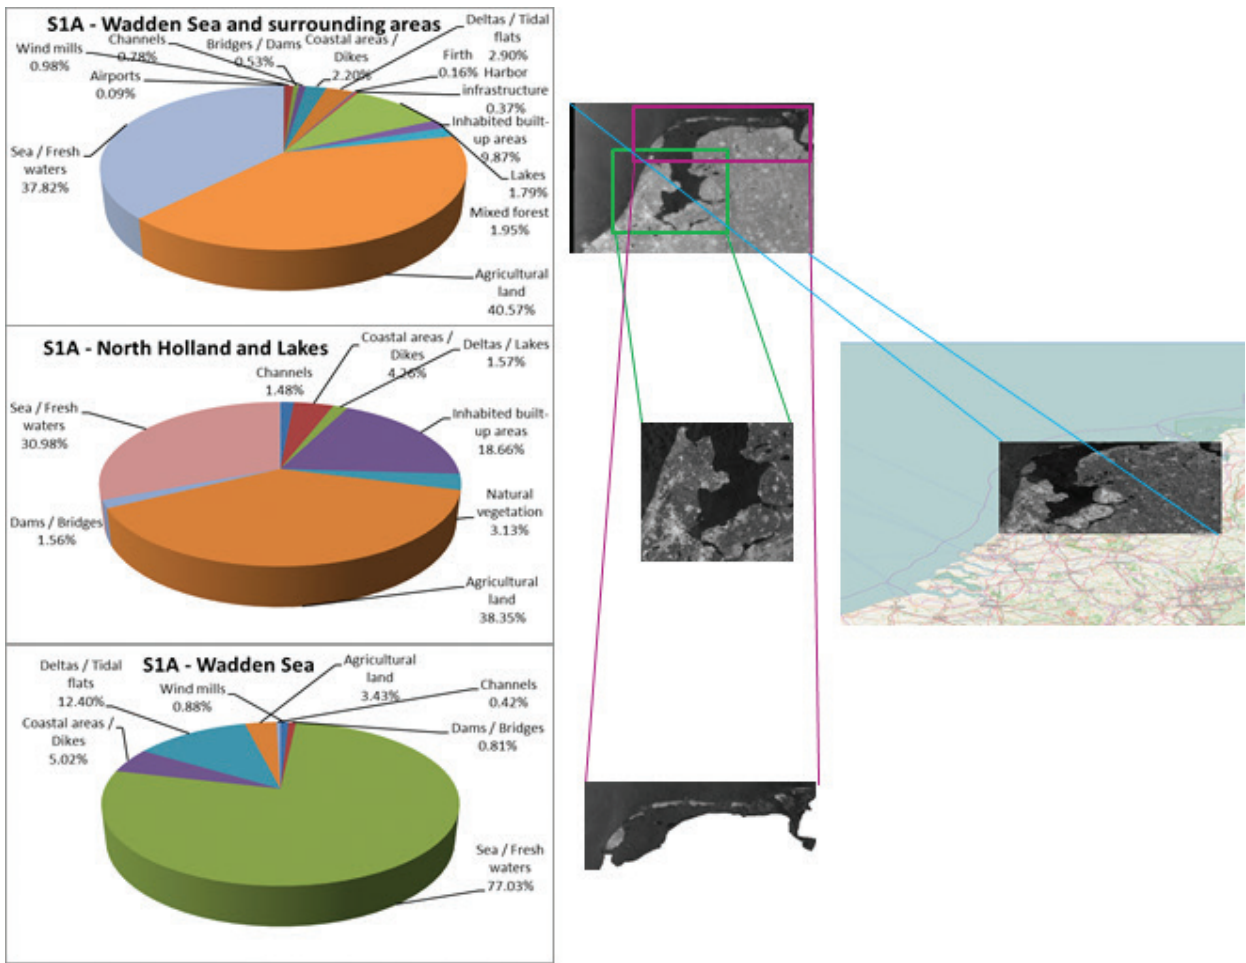 S1A - Wadden Sea and surrounding areas
Wind mills
0.98%
Channels
0.78%
Bridges / Dams
0.53%
Coastal areas /
Dikes
2.20%
Deltas / Tidal
flats
2.90%
Airports
0.09%
Firth
0.16%
Harbor
infrastructure
0.37%
Inhabited built-
up areas
9.87%
Sea / Fresh
waters
37.82%
Lakes
1.79%
Mixed forest
1.95%
Agricultural
land
40.57%
S1A - North Holland and Lakes
Channels
1.48%
Coastal areas /
Dikes
4.26%
Deltas / Lakes
1.57%
Sea / Fresh
waters
30.98%
Inhabited built-
up areas
18.66%
Dams / Bridges
1.56%
Natural
vegetation
3.13%
Agricultural
land
38.35%
S1A - Wadden Sea
Deltas / Tidal
flats
12.40%
Wind mills
0.88%
Agricultural
land
3.43%
Channels
0.42%
Coastal areas /
Dikes
5.02%
Dams / Bridges
0.81%
Sea / Fresh
waters
77.03%